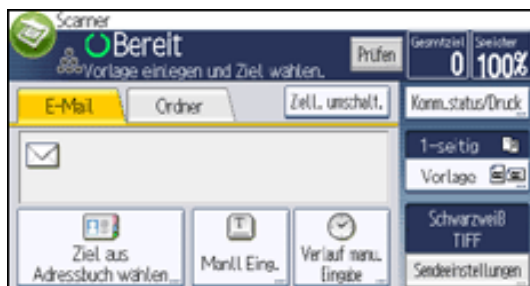 Scanner
Bereit
Vorlage einlegen und Ziel wählen.
Prüfen
Gesamtziel
0
Speicher
100%
E-Mail
Ordner
Zell. umschalt.
Komm.status/Druck
1-seitig
Vorlage
Ziel aus
Adressbuch wählen
Manll Eing.
Verlauf manu.
Eingabe
Schwarzweiß
TIFF
Sendeeinstellungen